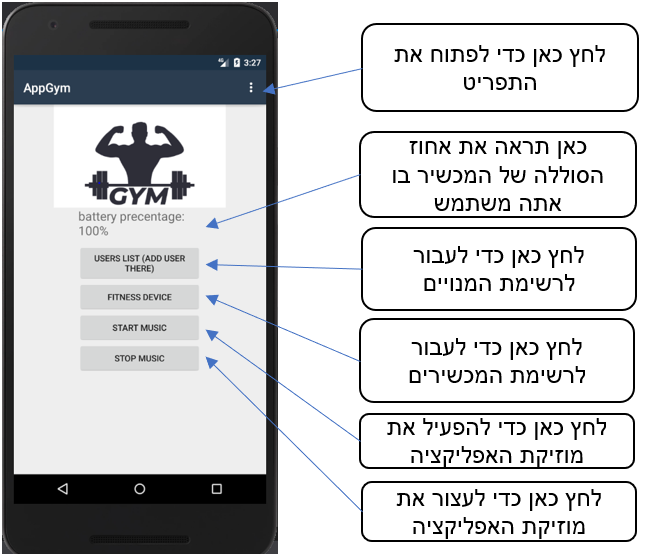 4G 3:27
AppGym
GYM
battery precentage:
100%
USERS LIST (ADD USER
THERE)
FITNESS DEVICE
START MUSIC
STOP MUSIC
לחץ כאן כדי לפתוח את
התפריט
כאן תראה את אחוז
הסוללה של המכשיר בו
אתה משתמש
לחץ כאן כדי לעבור
לרשימת המנויים
לחץ כאן כדי לעבור
לרשימת המכשירים
לחץ כאן כדי להפעיל את
מוזיקת האפליקציה
לחץ כאן כדי לעצור את
מוזיקת האפליקציה